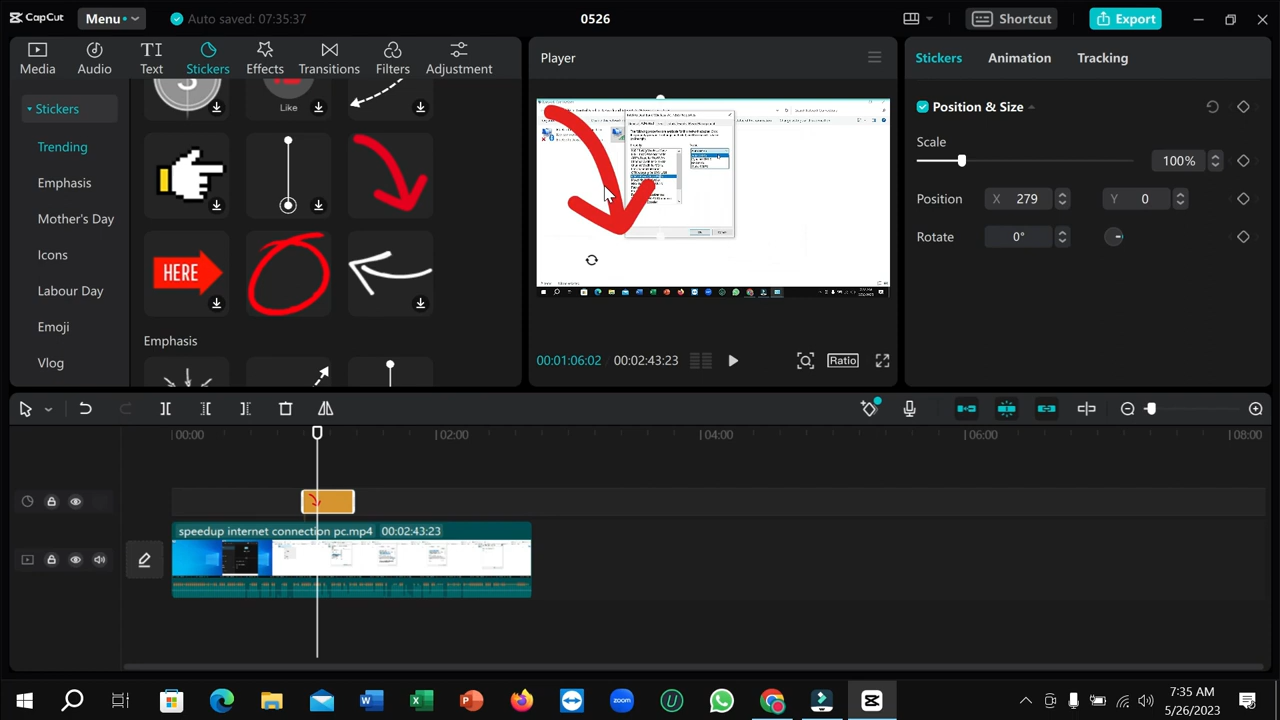 CapCut
Menu
Auto saved: 07:35:37
0526
Shortcut
Export
Media
Audio
Text
Stickers
Effects
Transitions
Filters
Adjustment
Stickers
Trending
Emphasis
Mother's Day
Icons
Labour Day
Emoji
Vlog
Like
HERE
Emphasis
Player
00:01:06:02 / 00:02:43:23
Ratio
Stickers
Animation
Tracking
Position & Size
Scale
100%
Position
X 279
Y 0
Rotate
0°
00:00
02:00
04:00
06:00
08:00
speedup internet connection pc.mp4 00:02:43:23
zoom
7:35 AM
5/26/2023